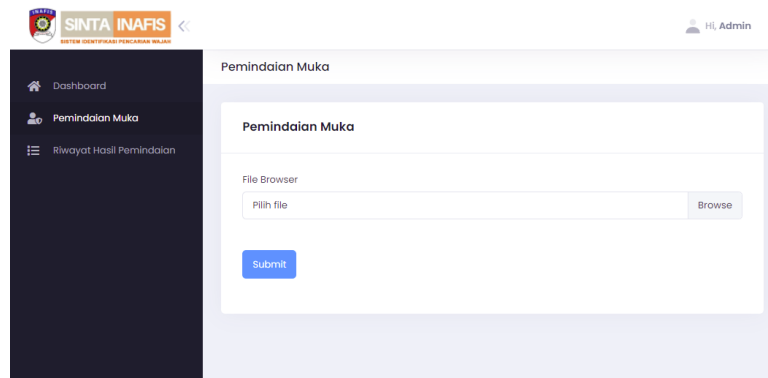 INAFIS
SINTA INAFIS
SISTEM IDENTIFIKASI PENCARIAN WAJAH
Hi, Admin
Pemindaian Muka
Dashboard
Pemindaian Muka
Riwayat Hasil Pemindaian
Pemindaian Muka
File Browser
Pilih file
Browse
Submit